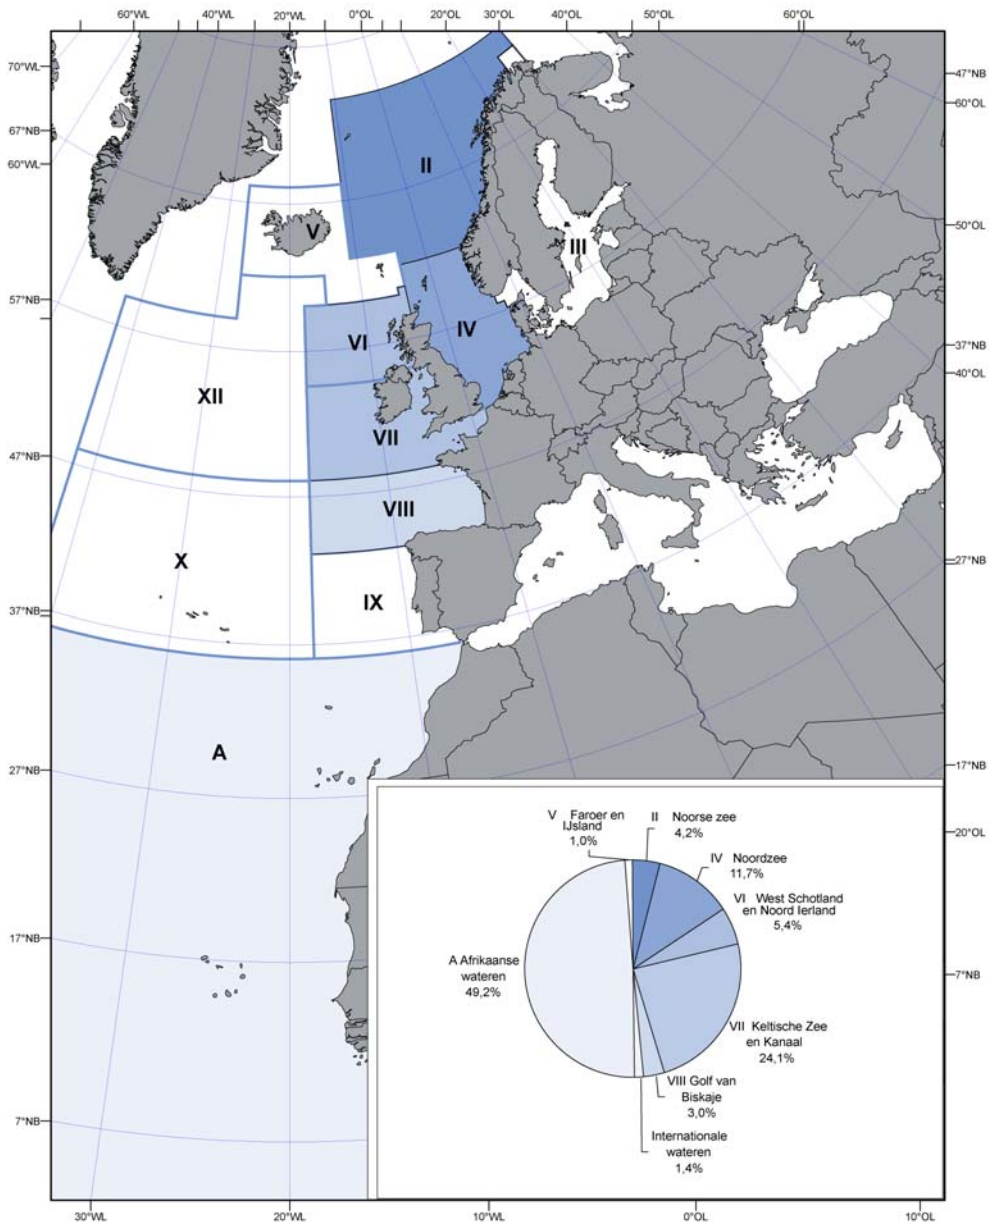 60°WL
40°WL
20°WL
0°OL
20°OL
30°OL
40°OL
50°OL
60°OL
70°WL
67°NB
60°WL
57°NB
47°NB
37°NB
27°NB
17°NB
7°NB
47°NB
60°OL
50°OL
37°NB
40°OL
27°NB
17°NB
20°OL
7°NB
II
V
III
IV
VI
XII
VII
VIII
X
IX
A
V Faroer en
IJsland
1,0%
II Noorse zee
4,2%
IV Noordzee
11,7%
VI West Schotland
en Noord Ierland
5,4%
A Afrikaanse
wateren
49,2%
VII Keltische Zee
en Kanaal
24,1%
VIII Golf van
Biskaje
3,0%
Internationale
wateren
1,4%
30°WL
20°WL
10°WL
0°OL
10°OL